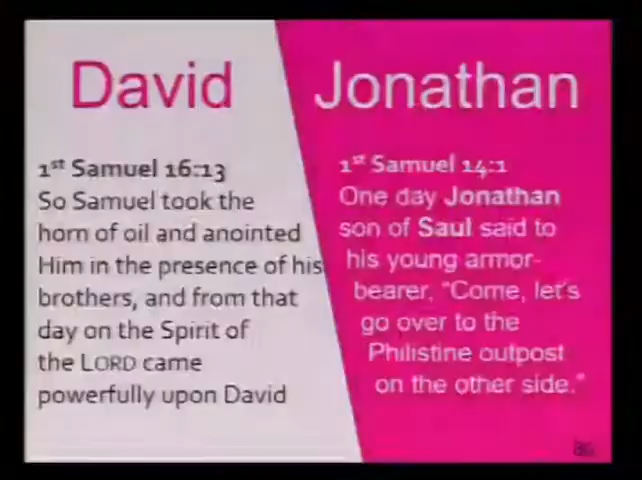 David
1st Samuel 16:13
So Samuel took the
horn of oil and anointed
Him in the presence of his
brothers, and from that
day on the Spirit of
the LORD came
powerfully upon David
Jonathan
1st Samuel 14:1
One day Jonathan
son of Saul said to
his young armor-
bearer, "Come, let's
go over to the
Philistine outpost
on the other side."